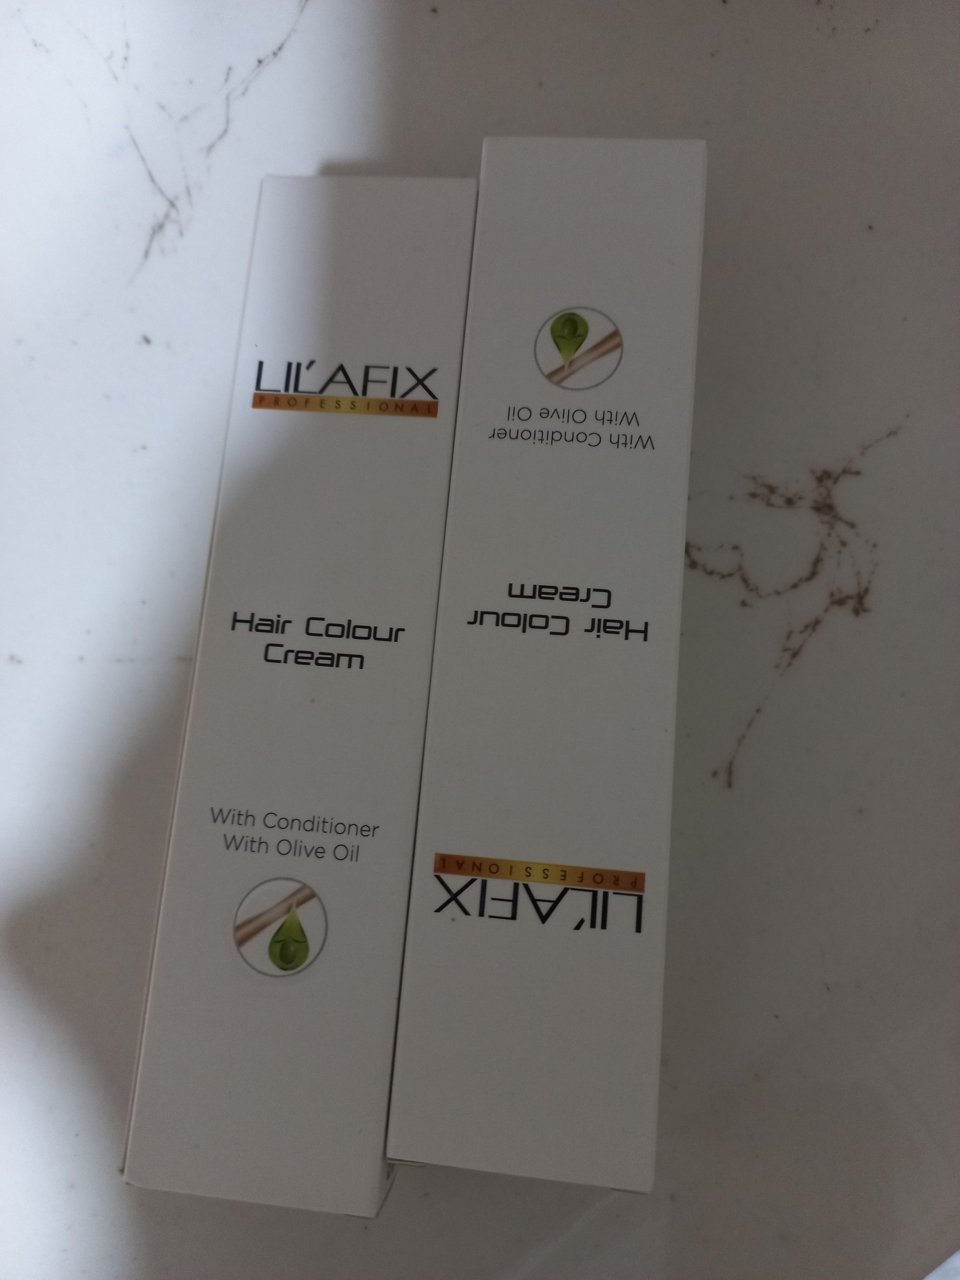 LIL'AFIX
PROFESSIONAL
Hair Colour
Cream
With Conditioner
With Olive Oil
LIL'AFIX
PROFESSIONAL
Hair Colour
Cream
With Conditioner
With Olive Oil